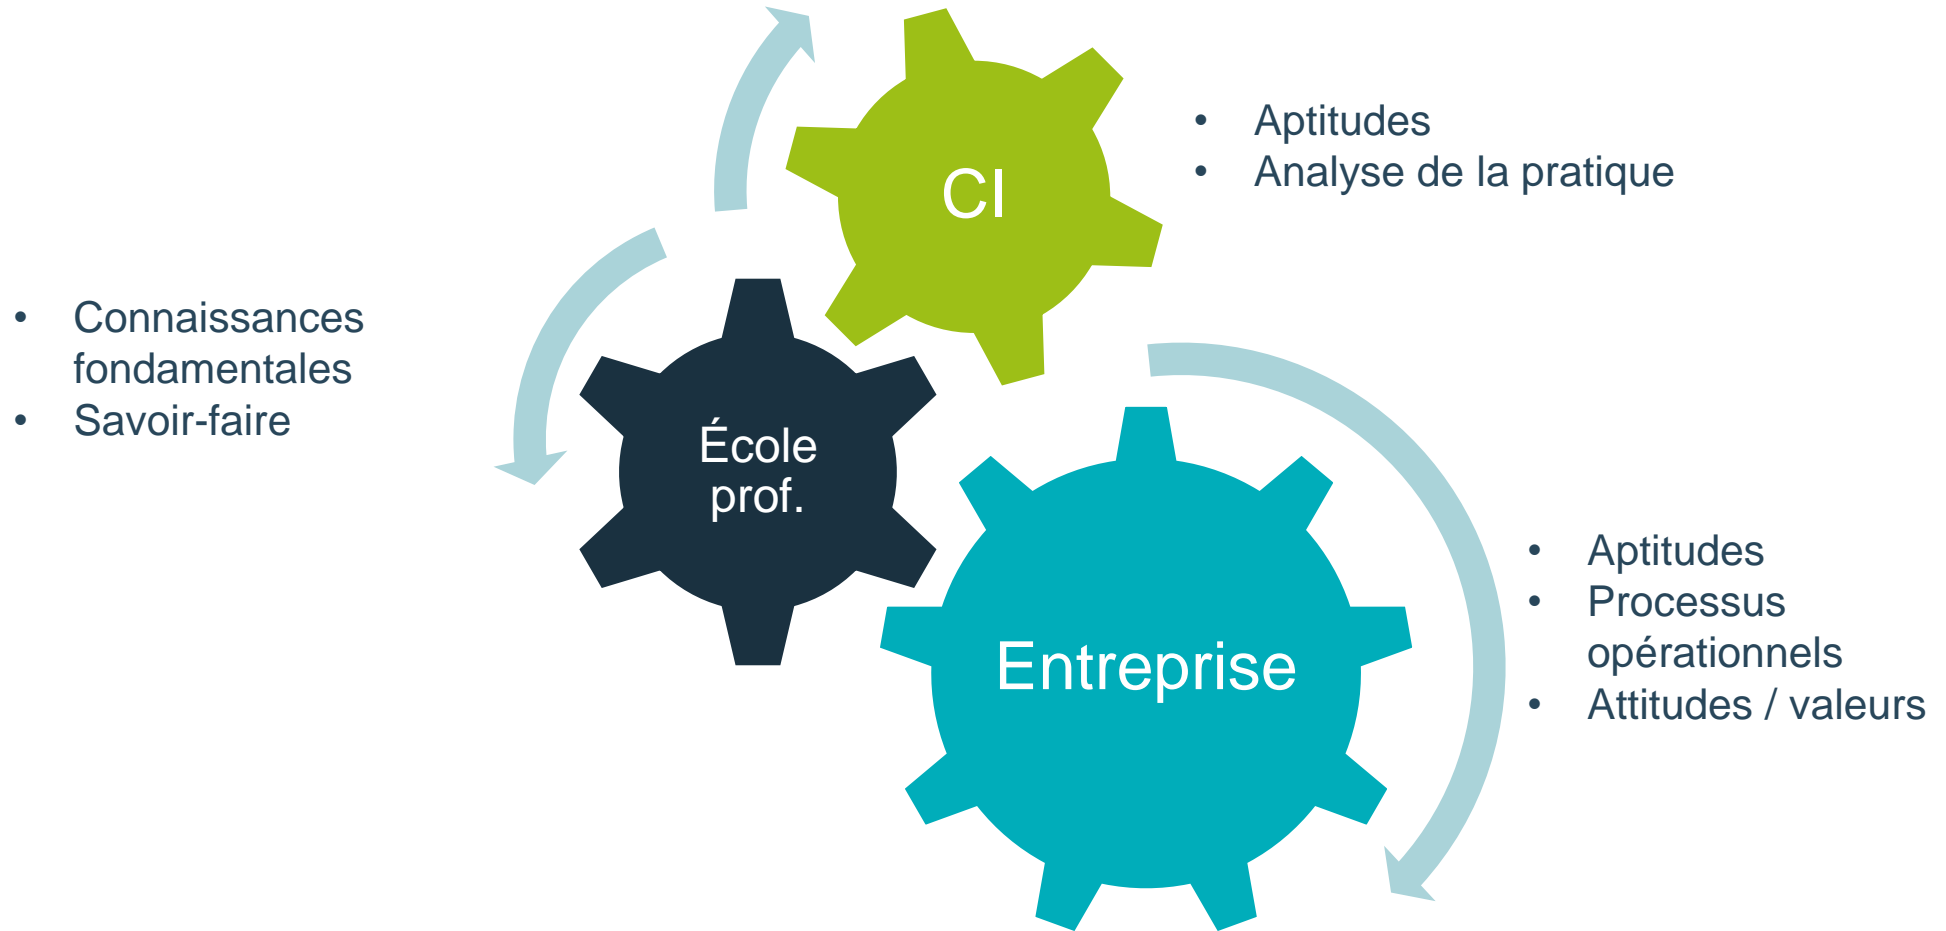 CI
• Aptitudes
• Analyse de la pratique
• Connaissances
fondamentales
• Savoir-faire
École
prof.
Entreprise
• Aptitudes
• Processus
opérationnels
• Attitudes / valeurs